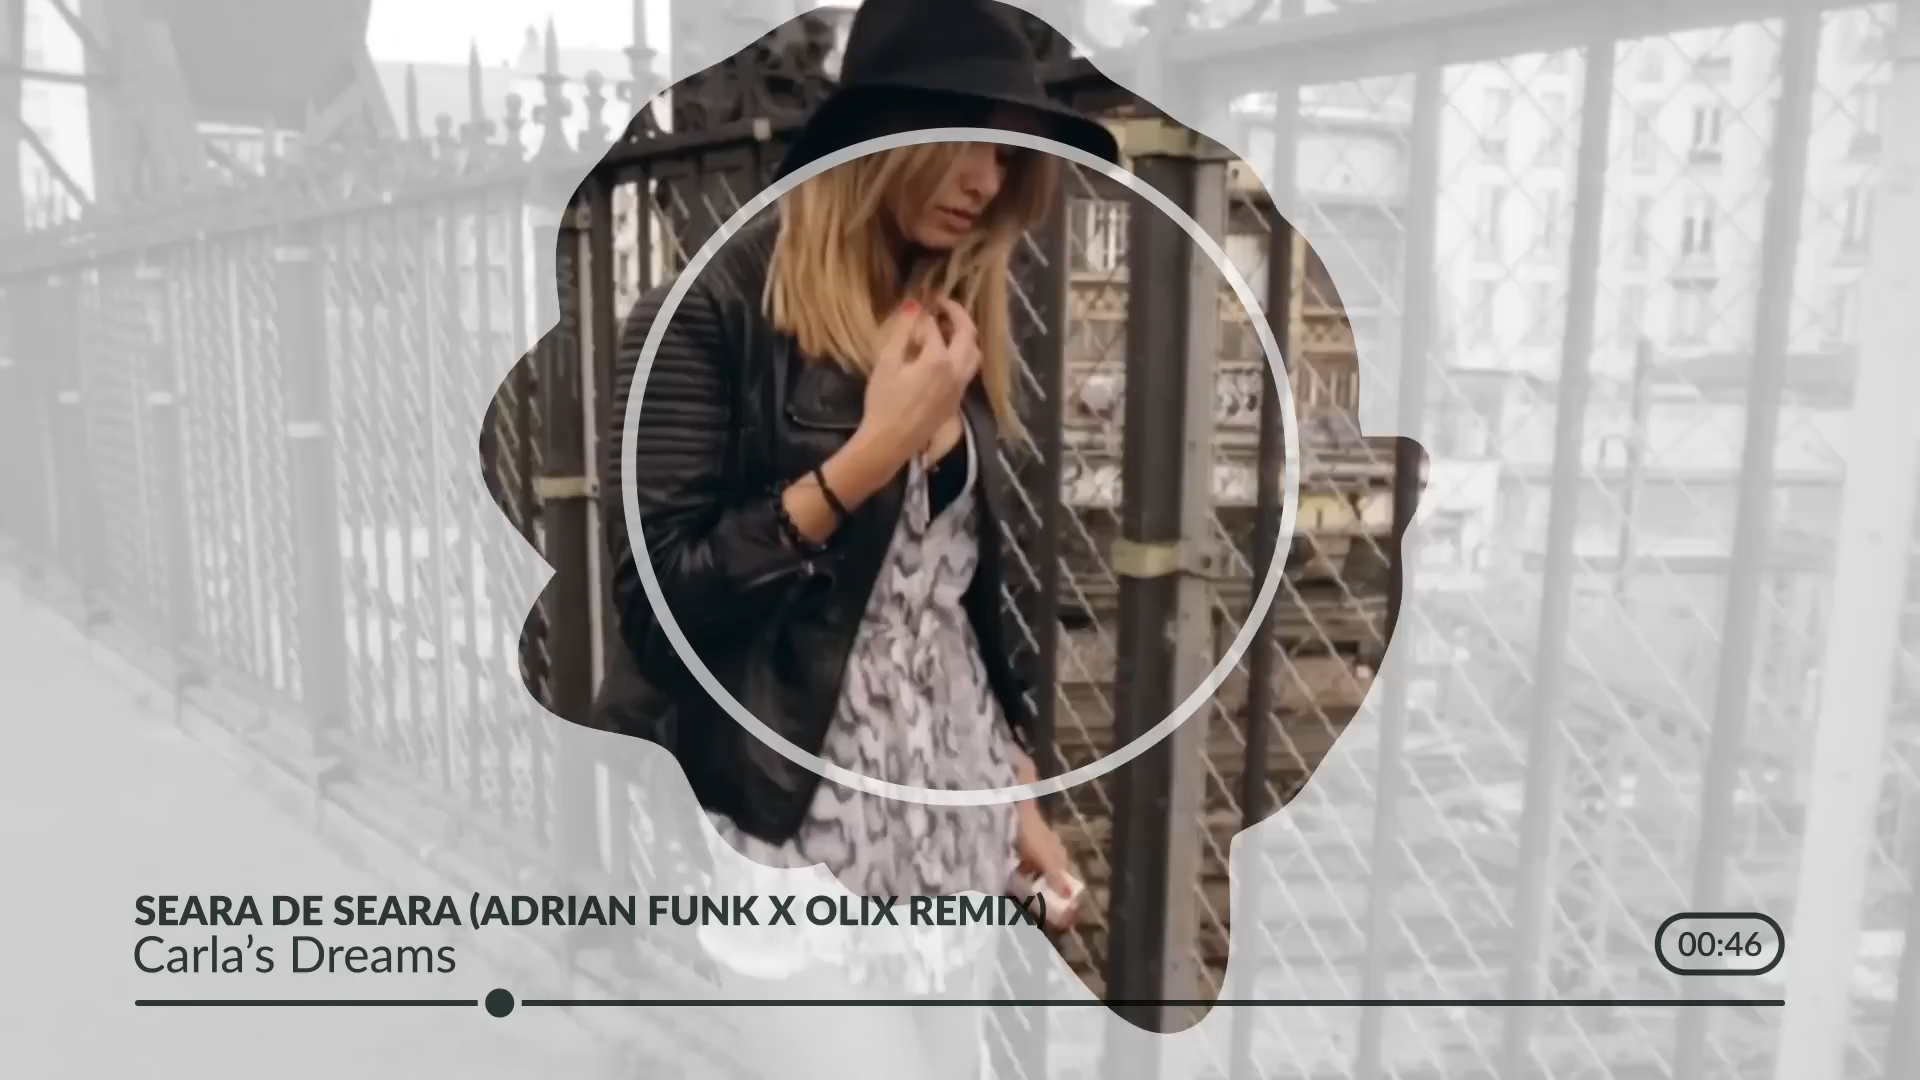 SEARA DE SEARA (ADRIAN FUNK X OLIX REMIX)
Carla’s Dreams
00:46